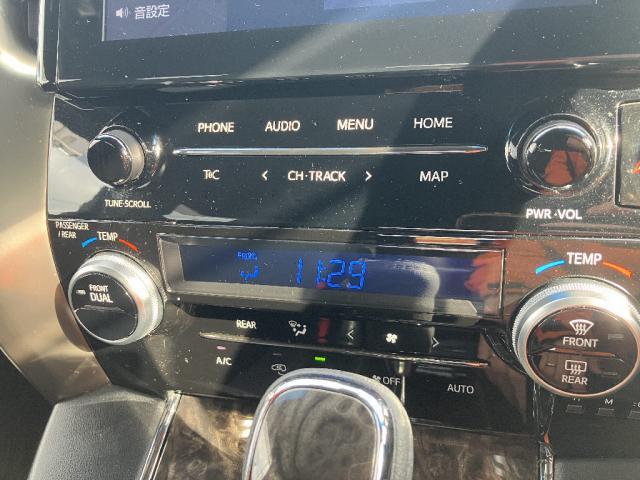 音設定
PHONE AUDIO MENU HOME
T&C < CH·TRACK > MAP
TUNE·SCROLL
PWR·VOL
PASSENGER
/ REAR
TEMP
TEMP
FRONT
DUAL
FRONT
11:29
REAR
FRONT
A/C
OFF
AUTO
REAR
M